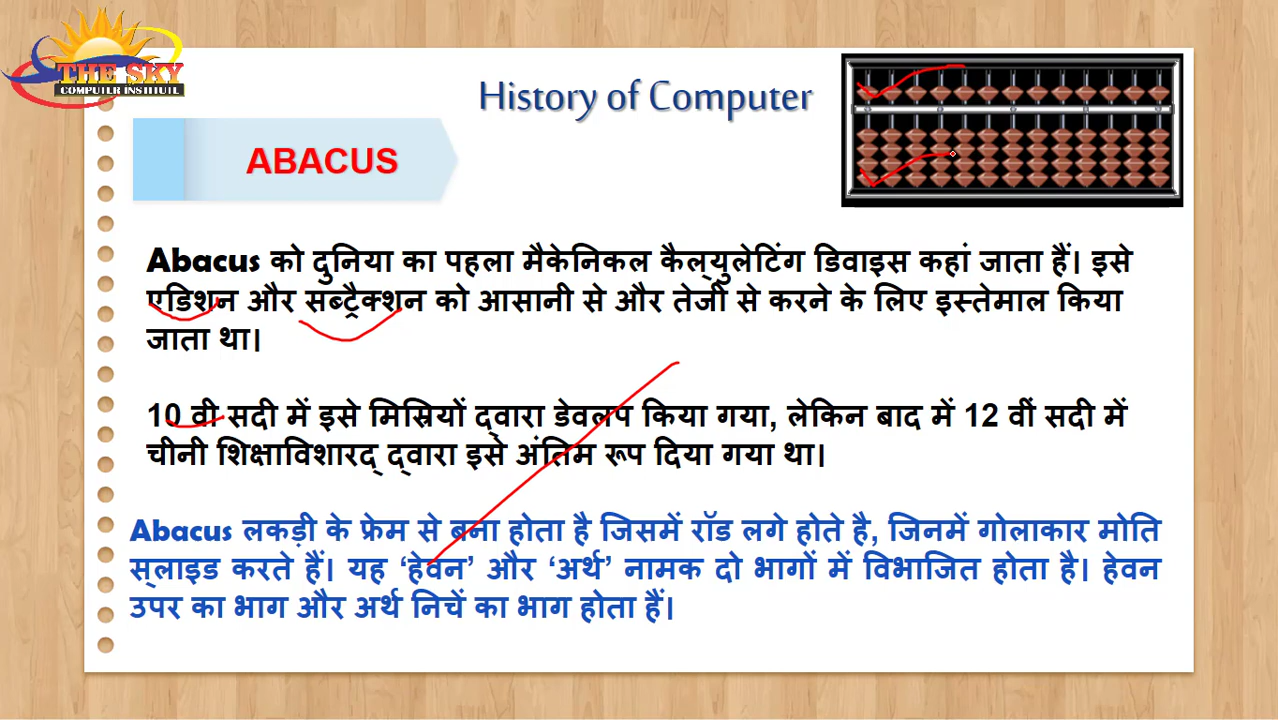 THE SKY
COMPUTER INSTITUTE
History of Computer
ABACUS
Abacus को दुनिया का पहला मैकेनिकल कैल्युलेटिंग डिवाइस कहां जाता हैं। इसे
एडिशन और सब्ट्रैक्शन को आसानी से और तेजी से करने के लिए इस्तेमाल किया
जाता था।
10 वी सदी में इसे मिस्रियों द्वारा डेवलप किया गया, लेकिन बाद में 12 वीं सदी में
चीनी शिक्षाविशारद् द्वारा इसे अंतिम रूप दिया गया था।
Abacus लकड़ी के फ्रेम से बना होता है जिसमें रॉड लगे होते है, जिनमें गोलाकार मोति
स्लाइड करते हैं। यह ‘हेवन’ और ‘अर्थ’ नामक दो भागों में विभाजित होता है। हेवन
उपर का भाग और अर्थ निचें का भाग होता हैं।